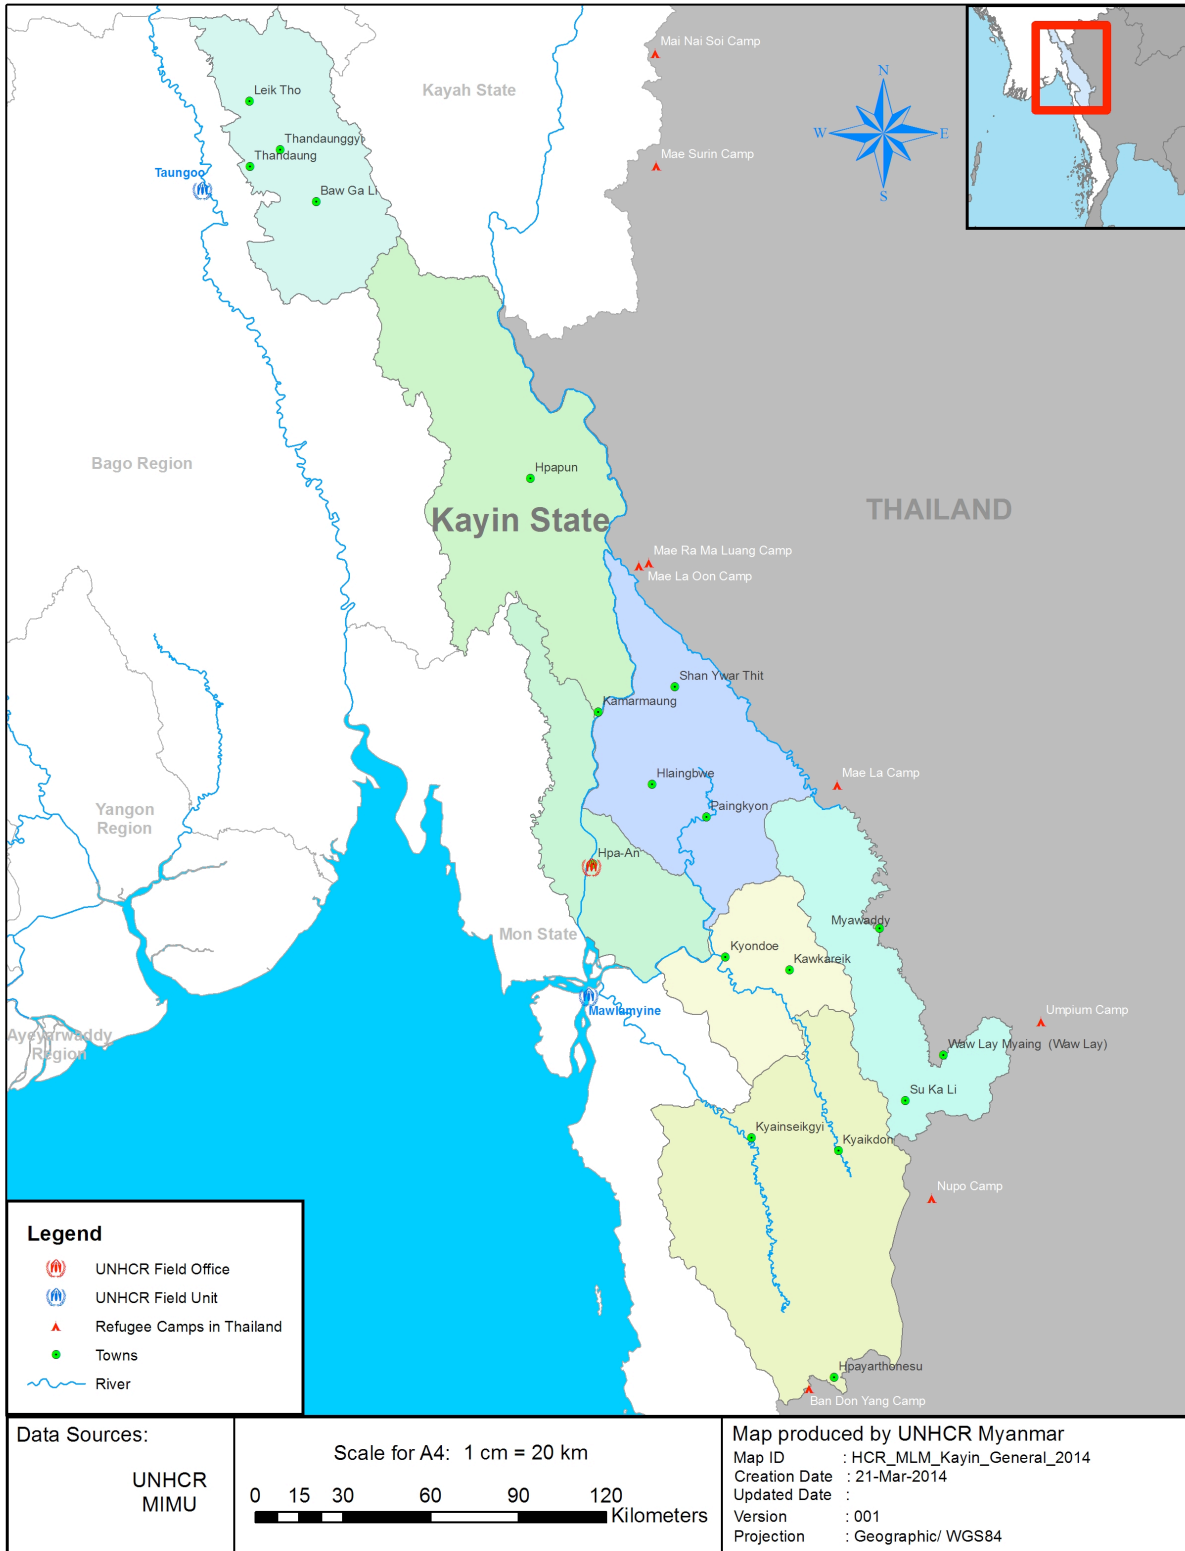 Mai Nai Soi Camp
Kayah State
Leik Tho
N
Thandaunggyi
W
E
Thandaung
Mae Surin Camp
Taungoo
Baw Ga Li
S
Bago Region
Hpapun
Kayin State
THAILAND
Mae Ra Ma Luang Camp
Mae La Oon Camp
Shan Ywar Thit
Kamarmaung
Hlaingbwe
Mae La Camp
Yangon
Region
Paingkyon
Hpa-An
Myawaddy
Mon State
Kyondoe
Kawkareik
Mawlamyine
Umpium Camp
Ayeyarwaddy
Region
Waw Lay Myaing (Waw Lay)
Su Ka Li
Kyainseikgyi
Kyaikdon
Nupo Camp
Hpayarthonesu
Ban Don Yang Camp
Legend
UNHCR Field Office
UNHCR Field Unit
Refugee Camps in Thailand
Towns
River
Data Sources:
UNHCR
MIMU
Scale for A4: 1 cm = 20 km
0 15 30 60 90 120
Kilometers
Map produced by UNHCR Myanmar
Map ID : HCR_MLM_Kayin_General_2014
Creation Date : 21-Mar-2014
Updated Date :
Version : 001
Projection : Geographic/ WGS84